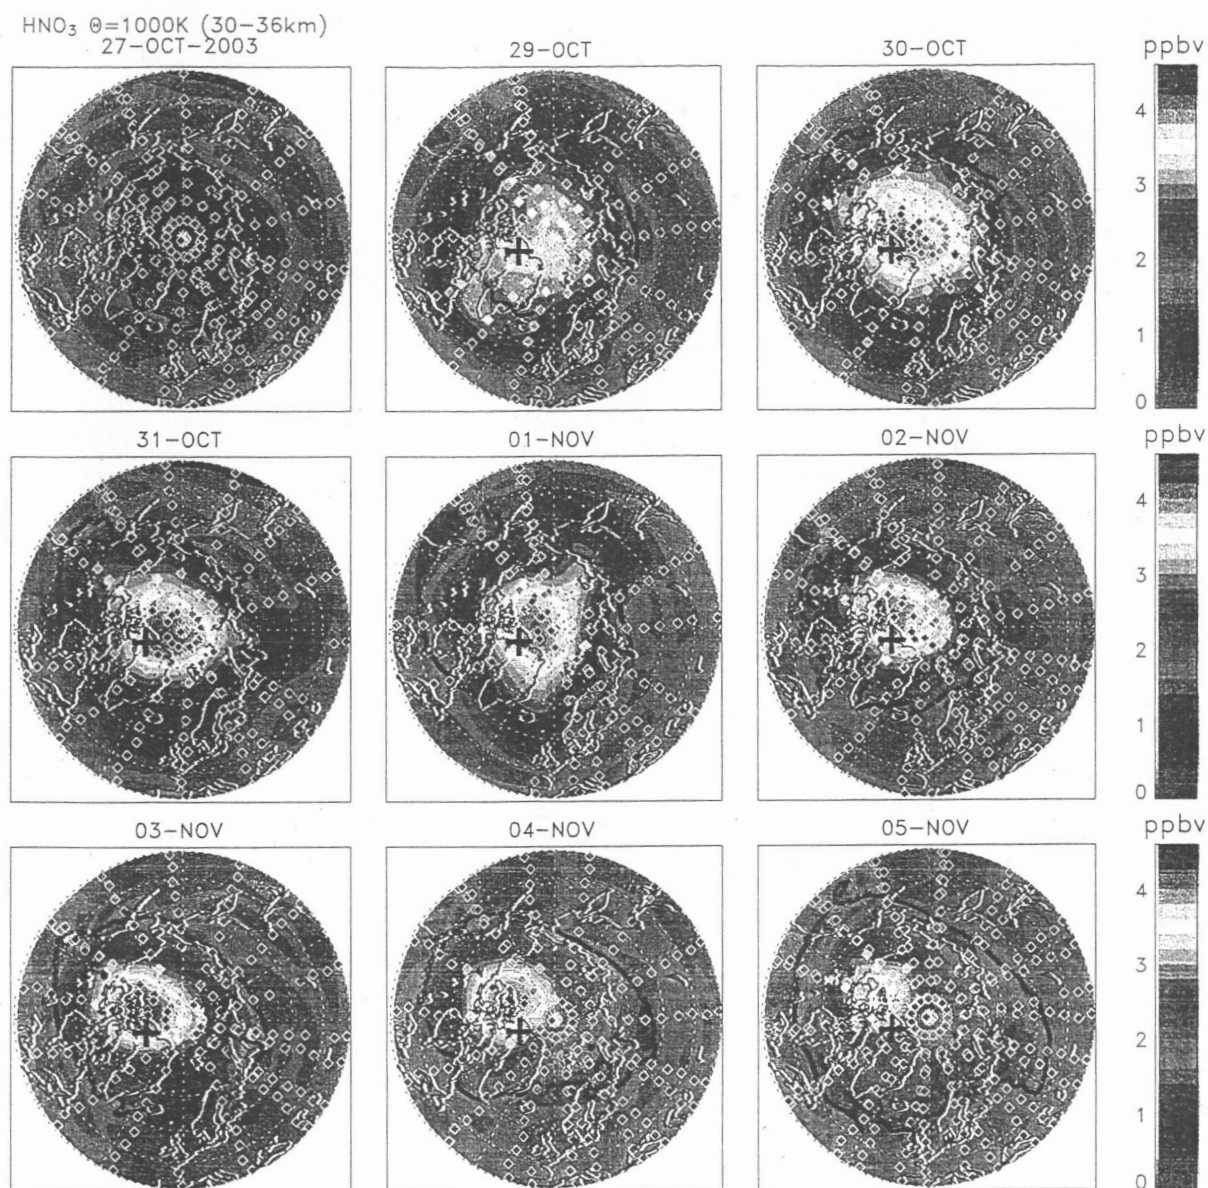 HNO₃ Θ=1000K (30-36km)
27-OCT-2003
29-OCT
30-OCT
ppbv
4
3
2
1
0
31-OCT
01-NOV
02-NOV
ppbv
4
3
2
1
0
03-NOV
04-NOV
05-NOV
ppbv
4
3
2
1
0